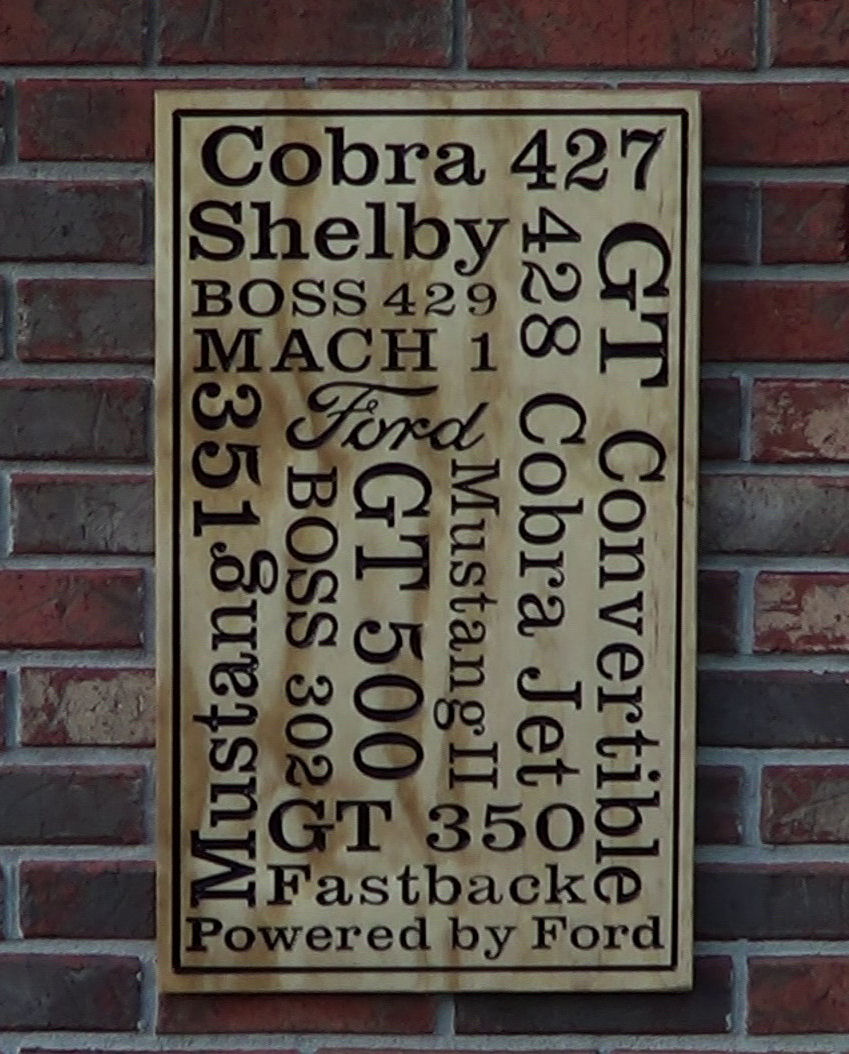 Cobra 427
Shelby
BOSS 429
MACH 1
428 Cobra Jet
GT Convertible
351
Ford
Mustang
BOSS 302
GT 500
Mustang II
GT 350
Fastback
Powered by Ford